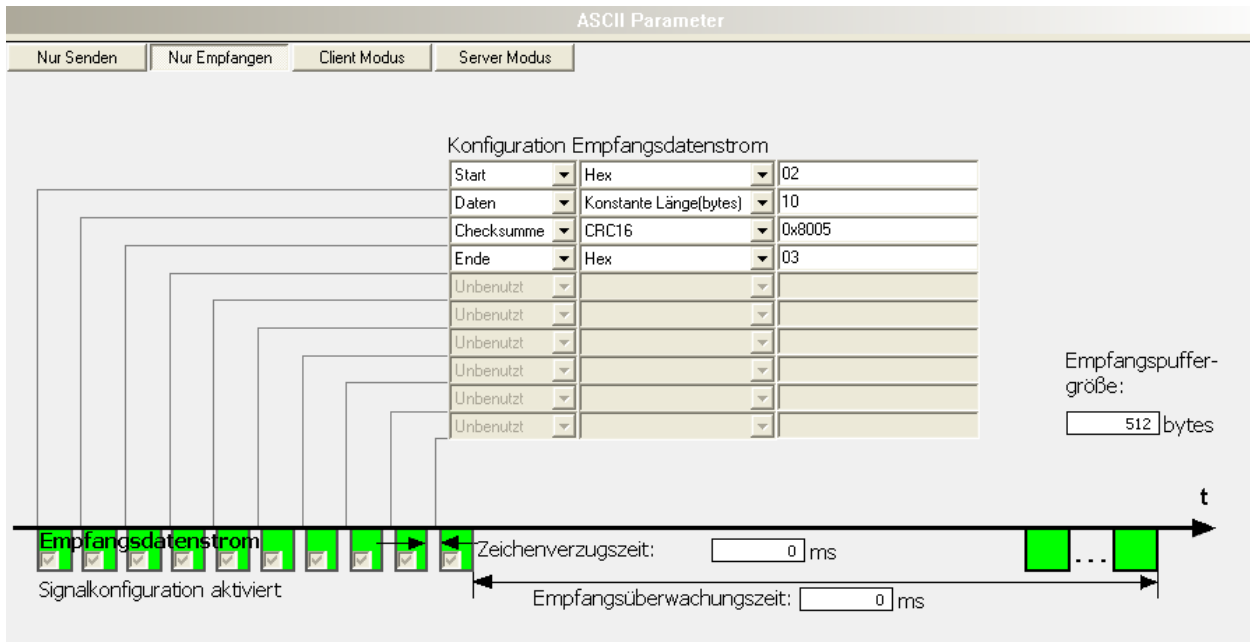 ASCII Parameter
Nur Senden Nur Empfangen Client Modus Server Modus
Konfiguration Empfangsdatenstrom
Start Hex 02
Daten Konstante Länge(bytes) 10
Checksumme CRC16 0x8005
Ende Hex 03
Unbenutzt
Unbenutzt
Unbenutzt
Unbenutzt
Unbenutzt
Unbenutzt
Empfangspuffer-
größe:
512 bytes
t
Empfangsdatenstrom
Zeichenverzugszeit: 0 ms
...
Signalkonfiguration aktiviert
Empfangsüberwachungszeit: 0 ms